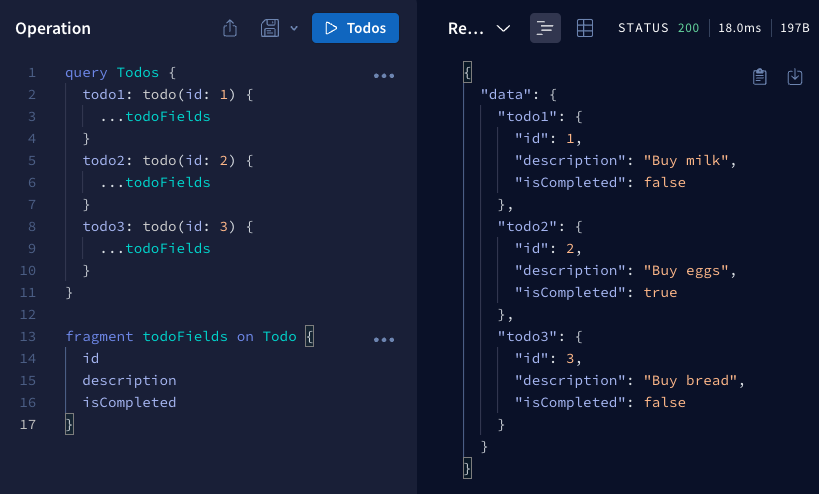 Operation
Todos
1 query Todos {
2 todo1: todo(id: 1) {
3 ...todoFields
4 }
5 todo2: todo(id: 2) {
6 ...todoFields
7 }
8 todo3: todo(id: 3) {
9 ...todoFields
10 }
11 }
12
13 fragment todoFields on Todo {
14 id
15 description
16 isCompleted
17 }
Re... STATUS 200 18.0ms 197B
{
"data": {
"todo1": {
"id": 1,
"description": "Buy milk",
"isCompleted": false
},
"todo2": {
"id": 2,
"description": "Buy eggs",
"isCompleted": true
},
"todo3": {
"id": 3,
"description": "Buy bread",
"isCompleted": false
}
}
}